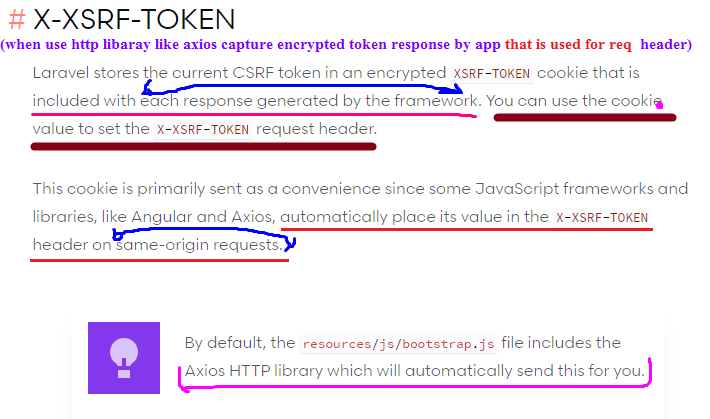 # X-XSRF-TOKEN
(when use http libaray like axios capture encrypted token response by app that is used for req header)
Laravel stores the current CSRF token in an encrypted XSRF-TOKEN cookie that is
included with each response generated by the framework. You can use the cookie
value to set the X-XSRF-TOKEN request header.
This cookie is primarily sent as a convenience since some JavaScript frameworks and
libraries, like Angular and Axios, automatically place its value in the X-XSRF-TOKEN
header on same-origin requests.
By default, the resources/js/bootstrap.js file includes the
Axios HTTP library which will automatically send this for you.